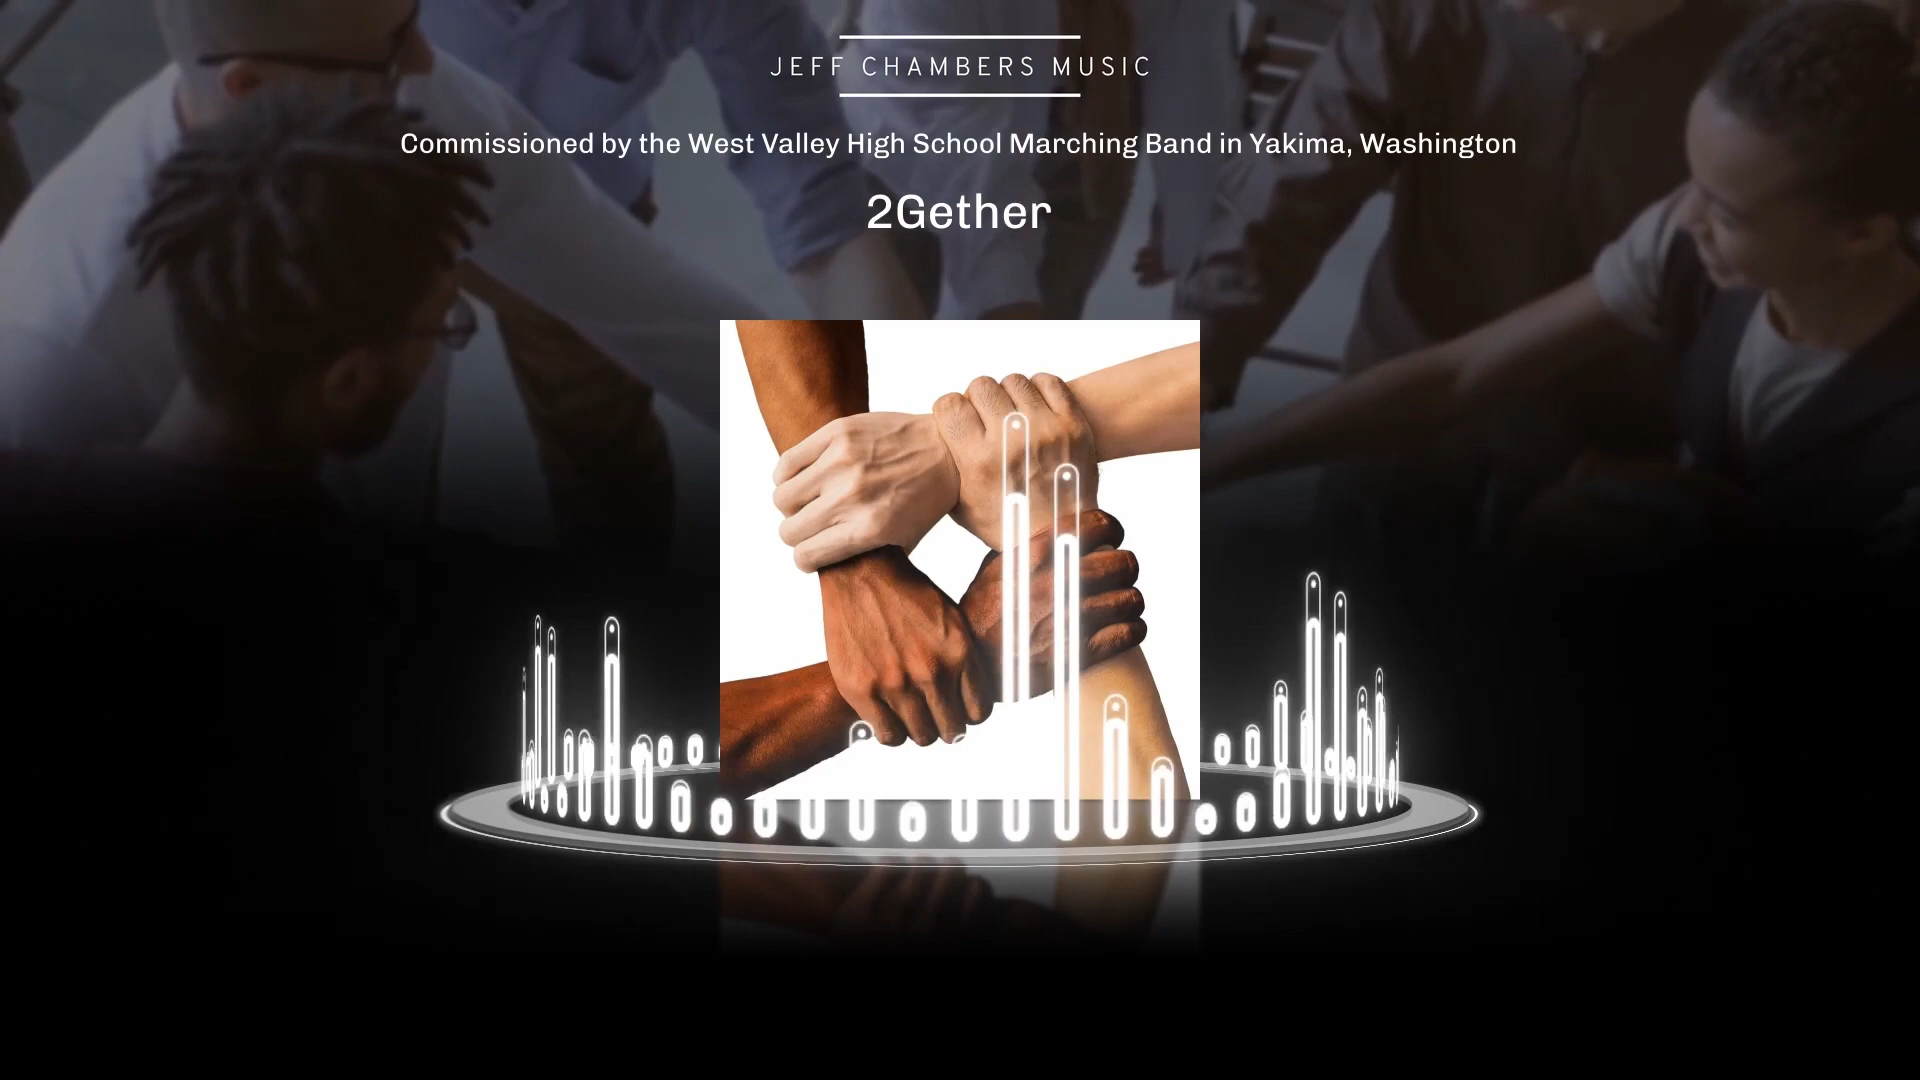 JEFF CHAMBERS MUSIC
Commissioned by the West Valley High School Marching Band in Yakima, Washington
2Gether